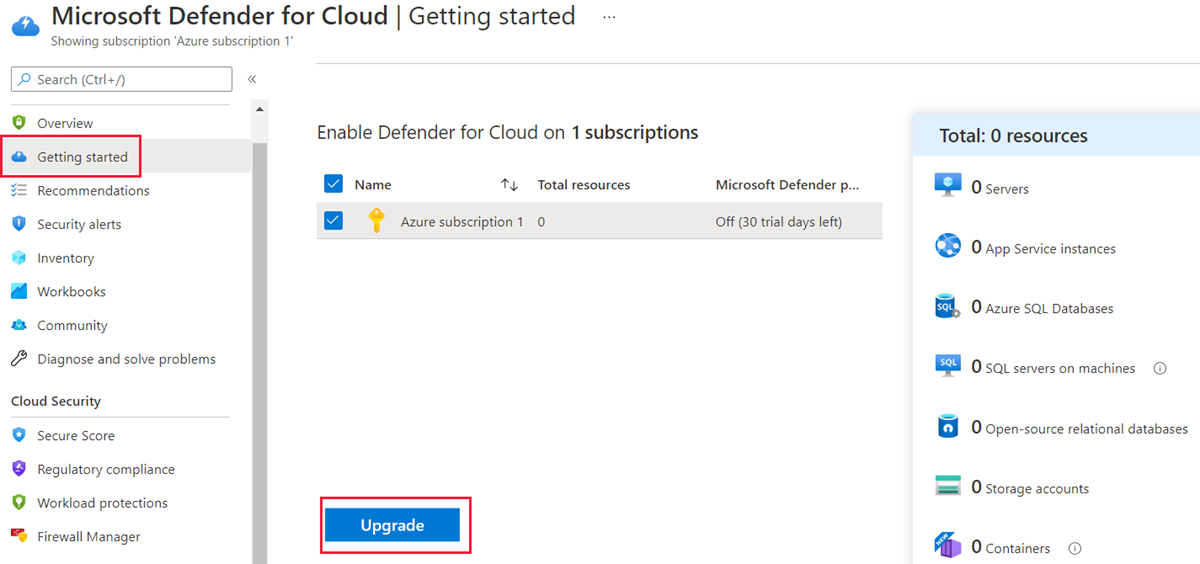 Microsoft Defender for Cloud | Getting started ...
Showing subscription 'Azure subscription 1'
Search (Ctrl+/) «
Overview
Getting started
Recommendations
Security alerts
Inventory
Workbooks
Community
Diagnose and solve problems
Cloud Security
Secure Score
Regulatory compliance
Workload protections
Firewall Manager
Enable Defender for Cloud on 1 subscriptions
Name ↑↓ Total resources Microsoft Defender p...
Azure subscription 1 0 Off (30 trial days left)
Upgrade
Total: 0 resources
0 Servers
0 App Service instances
SQL 0 Azure SQL Databases
SQL 0 SQL servers on machines
0 Open-source relational databases
0 Storage accounts
NEW 0 Containers